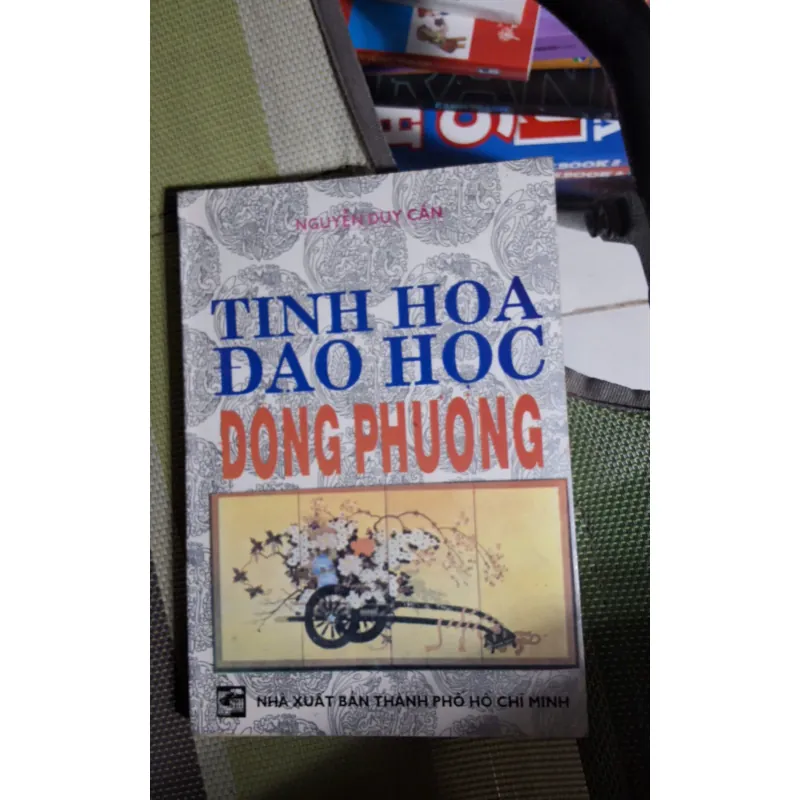 NGUYỄN DUY CẦN
TINH HOA
ĐẠO HỌC
ĐÔNG PHƯƠNG
NHÀ XUẤT BẢN THÀNH PHỐ HỒ CHÍ MINH